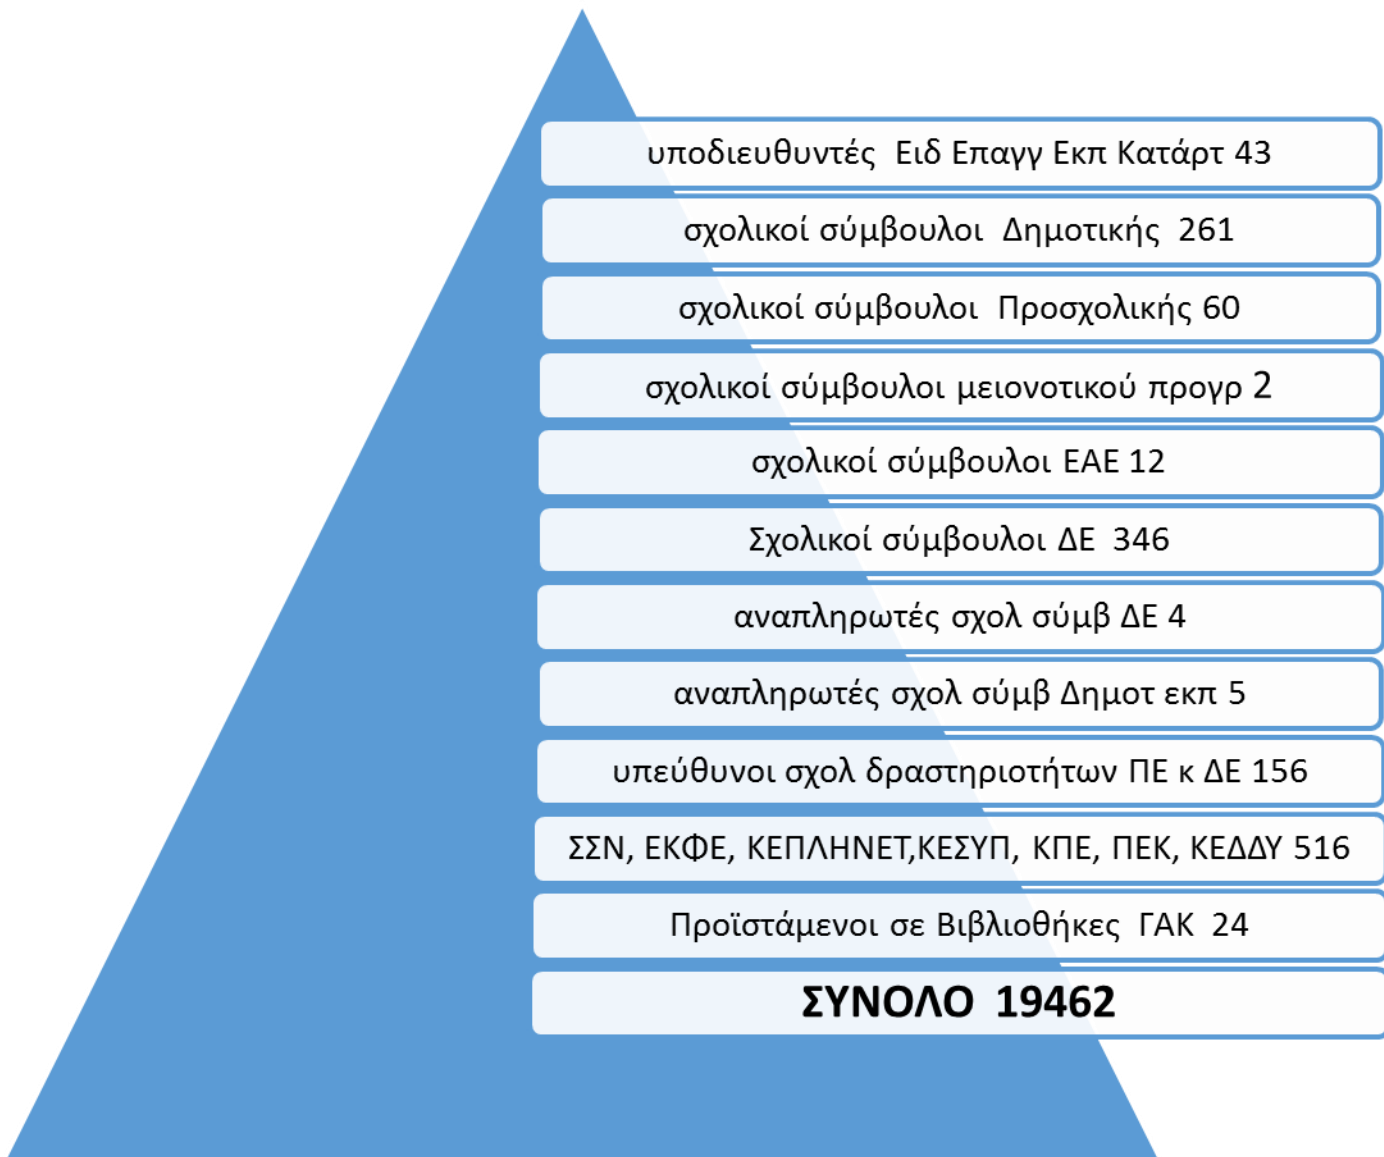 υποδιευθυντές Ειδ Επαγγ Εκπ Κατάρτ 43
σχολικοί σύμβουλοι Δημοτικής 261
σχολικοί σύμβουλοι Προσχολικής 60
σχολικοί σύμβουλοι μειονοτικού προγρ 2
σχολικοί σύμβουλοι ΕΑΕ 12
Σχολικοί σύμβουλοι ΔΕ 346
αναπληρωτές σχολ σύμβ ΔΕ 4
αναπληρωτές σχολ σύμβ Δημοτ εκπ 5
υπεύθυνοι σχολ δραστηριοτήτων ΠΕ κ ΔΕ 156
ΣΣΝ, ΕΚΦΕ, ΚΕΠΛΗΝΕΤ,ΚΕΣΥΠ, ΚΠΕ, ΠΕΚ, ΚΕΔΔΥ 516
Προϊστάμενοι σε Βιβλιοθήκες ΓΑΚ 24
ΣΥΝΟΛΟ 19462